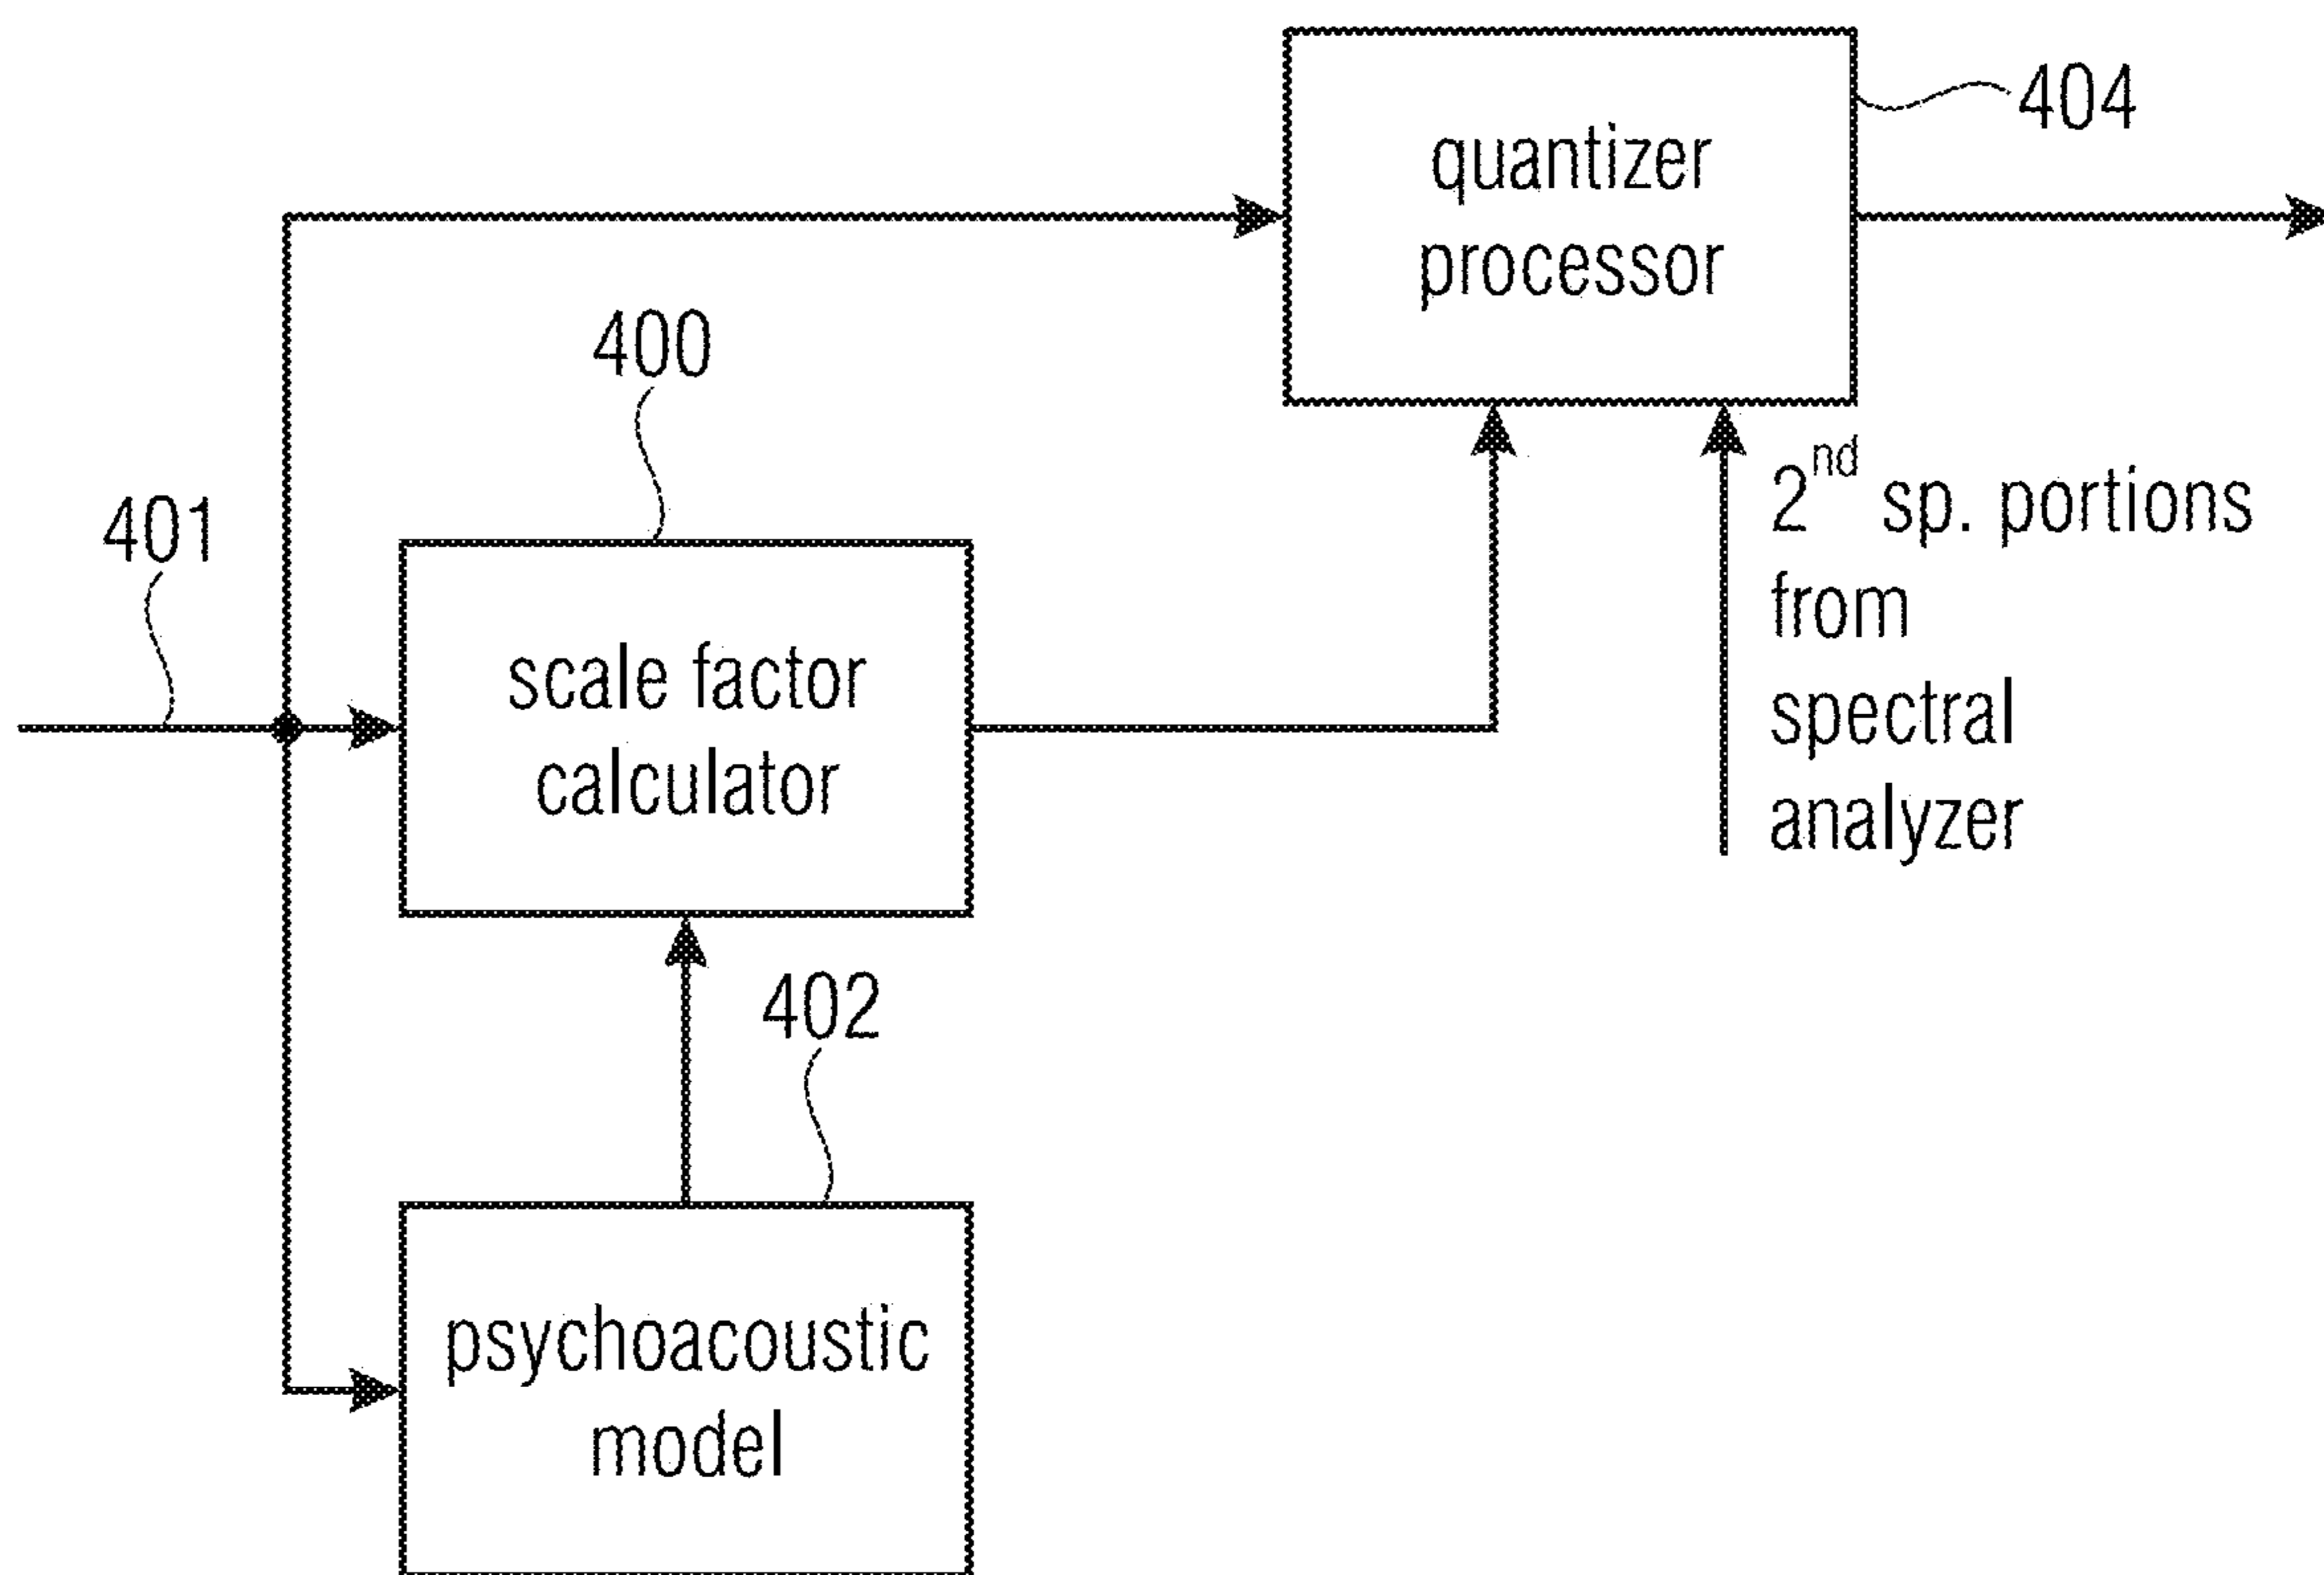 quantizer
processor
404
400
401
scale factor
calculator
2nd sp. portions
from
spectral
analyzer
402
psychoacoustic
model